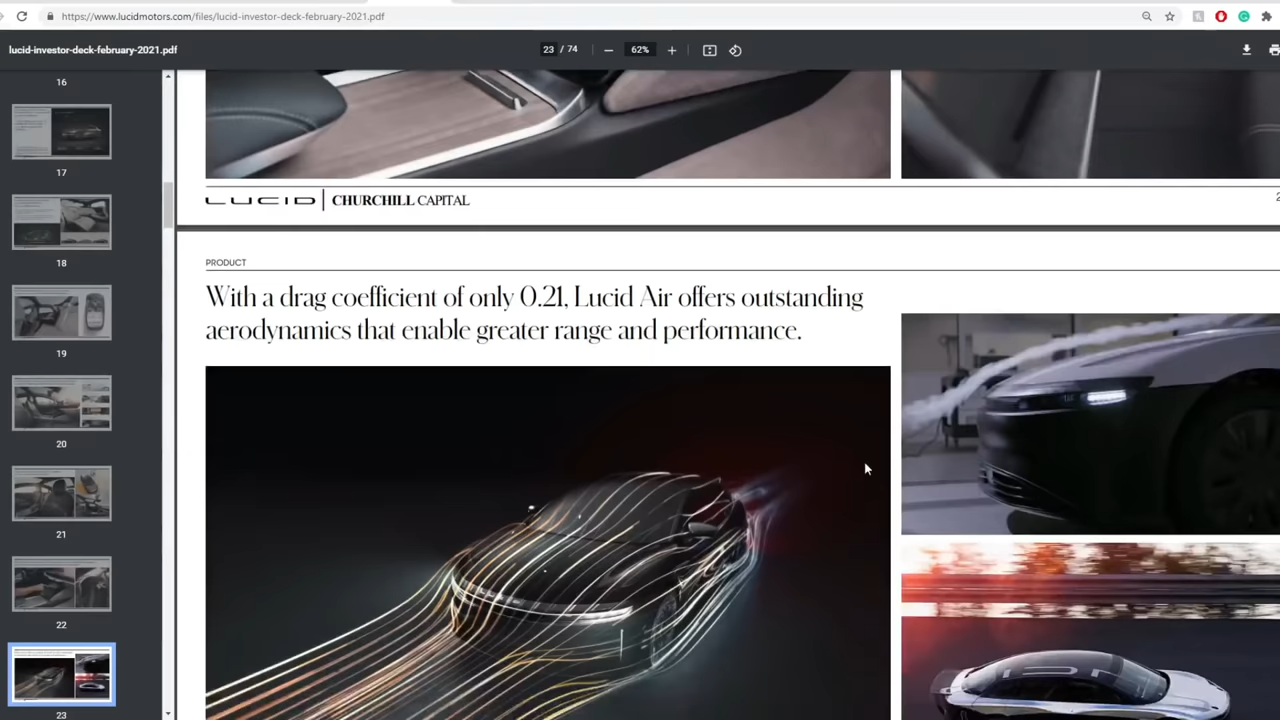 https://www.lucidmotors.com/files/lucid-investor-deck-february-2021.pdf
lucid-investor-deck-february-2021.pdf
23 / 74
62%
16
17
18
19
20
21
22
23
LUCID | CHURCHILL CAPITAL
PRODUCT
With a drag coefficient of only 0.21, Lucid Air offers outstanding
aerodynamics that enable greater range and performance.